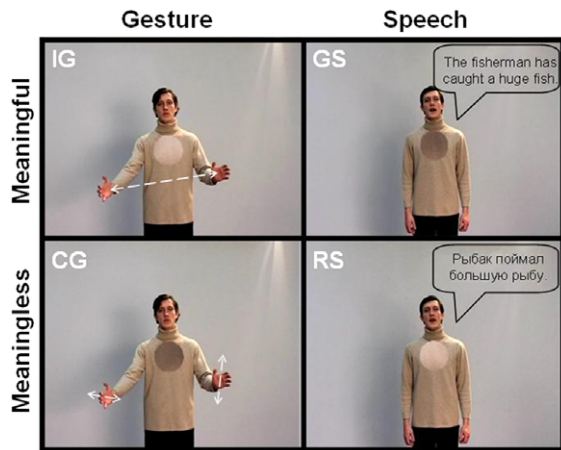 Gesture
Speech
Meaningful
IG
GS
The fisherman has
caught a huge fish.
Meaningless
CG
RS
Рыбак поймал
большую рыбу.